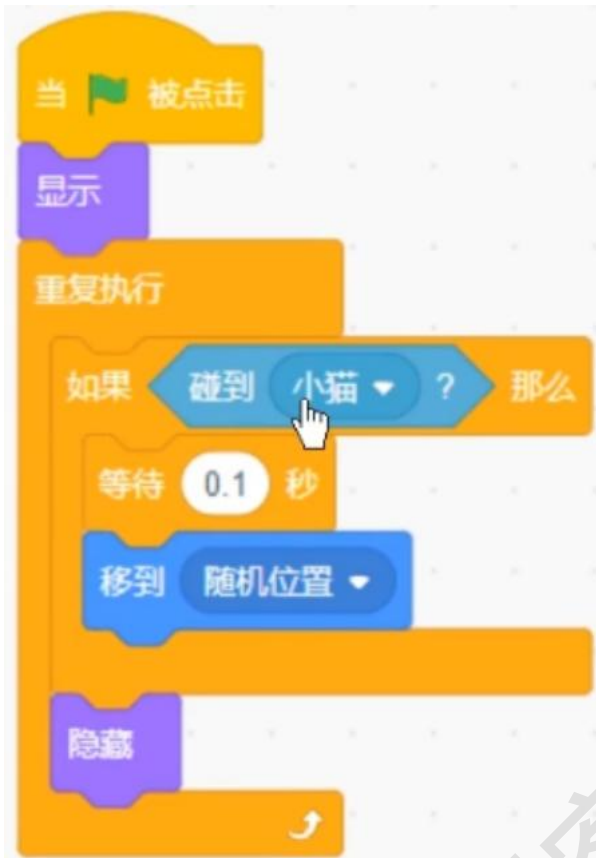 当 被点击
显示
重复执行
如果 碰到 小猫 ? 那么
等待 0.1 秒
移到 随机位置
隐藏